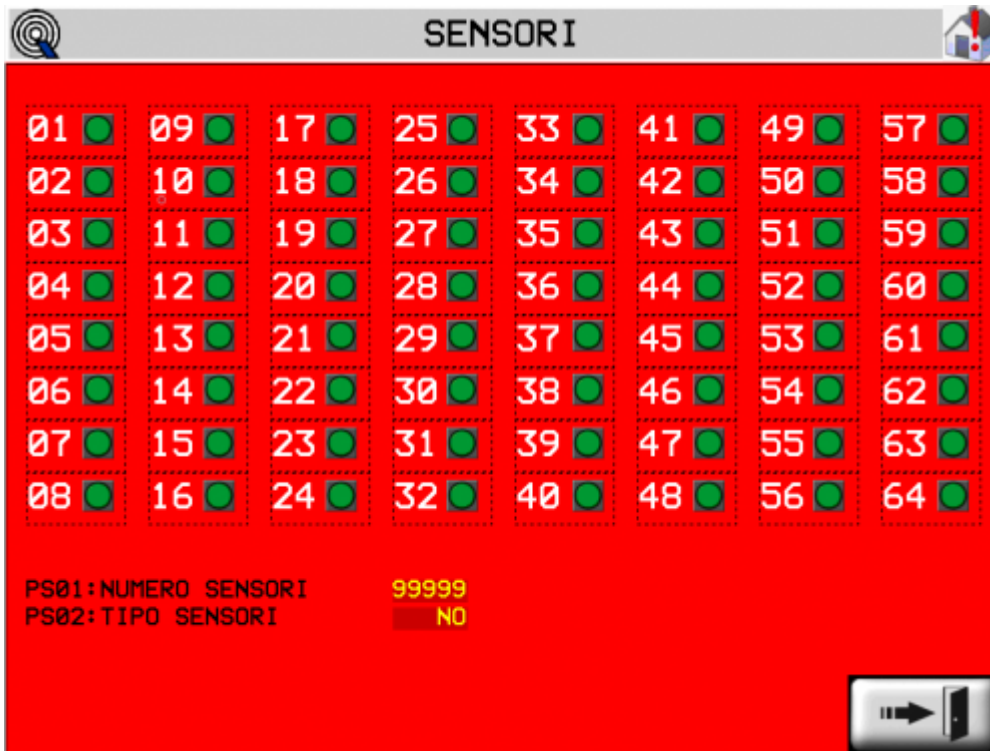 SENSORI
01 09 17 25 33 41 49 57
02 10 18 26 34 42 50 58
03 11 19 27 35 43 51 59
04 12 20 28 36 44 52 60
05 13 21 29 37 45 53 61
06 14 22 30 38 46 54 62
07 15 23 31 39 47 55 63
08 16 24 32 40 48 56 64
PS01:NUMERO SENSORI 99999
PS02:TIPO SENSORI NO